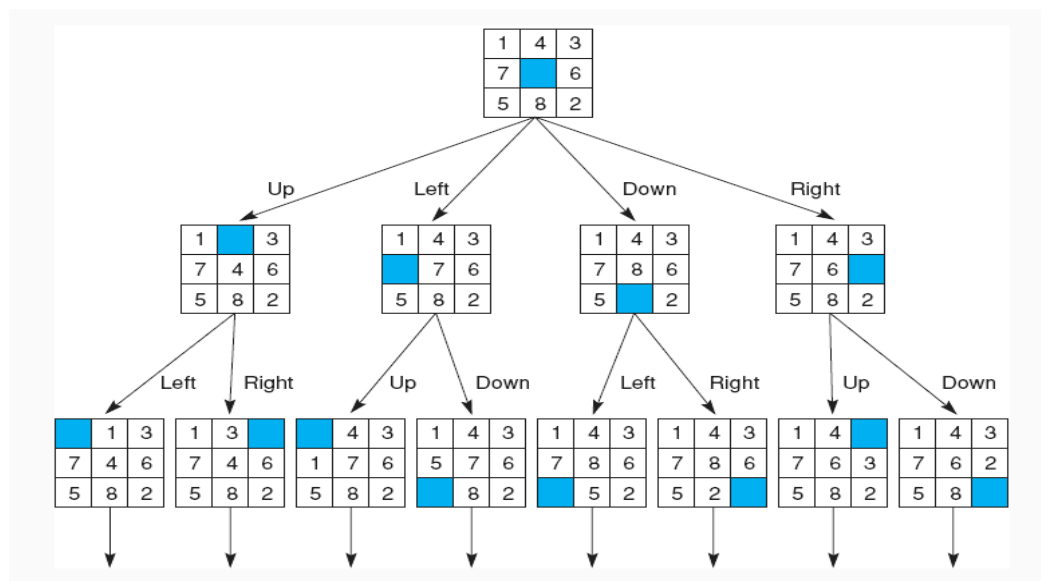 1 4 3
7 6
5 8 2
Up Left Down Right
1 3 1 4 3 1 4 3 1 4 3
7 4 6 7 6 7 8 6 7 6
5 8 2 5 8 2 5 2 5 8 2
Left Right Up Down Left Right Up Down
1 3 1 3 4 3 1 4 3 1 4 3 1 4 3 1 4 1 4 3
7 4 6 7 4 6 1 7 6 5 7 6 7 8 6 7 8 6 7 6 3 7 6 2
5 8 2 5 8 2 5 8 2 8 2 5 2 5 2 5 8 2 5 8